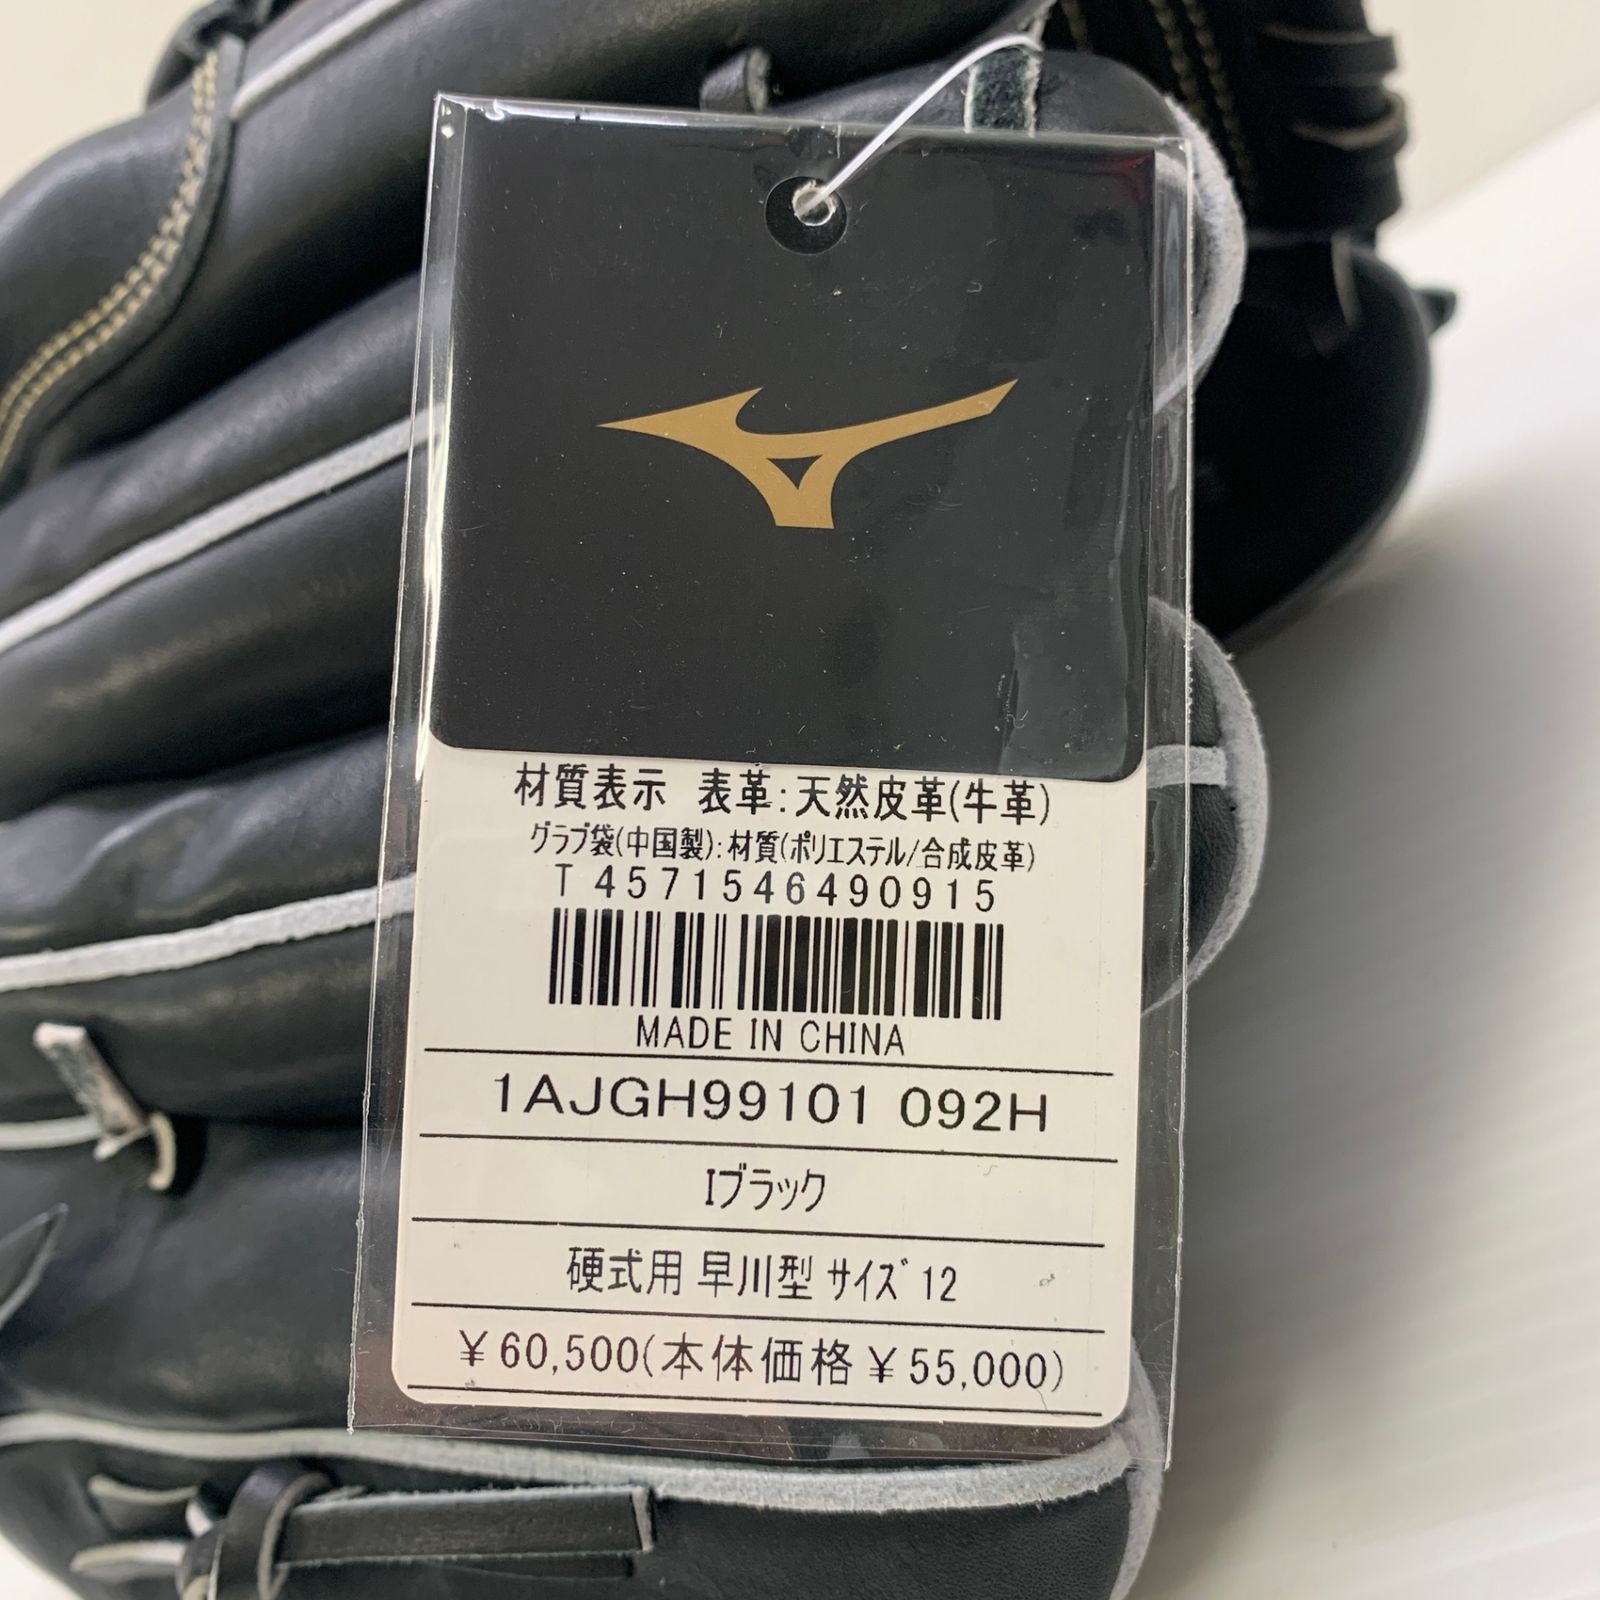 材質表示 表革:天然皮革(牛革)
グラブ袋(中国製):材質(ポリエステル/合成皮革)
T 4571546490915
MADE IN CHINA
1AJGH99101 092H
Iブラック
硬式用 早川型 サイズ 12
￥60,500(本体価格￥55,000)